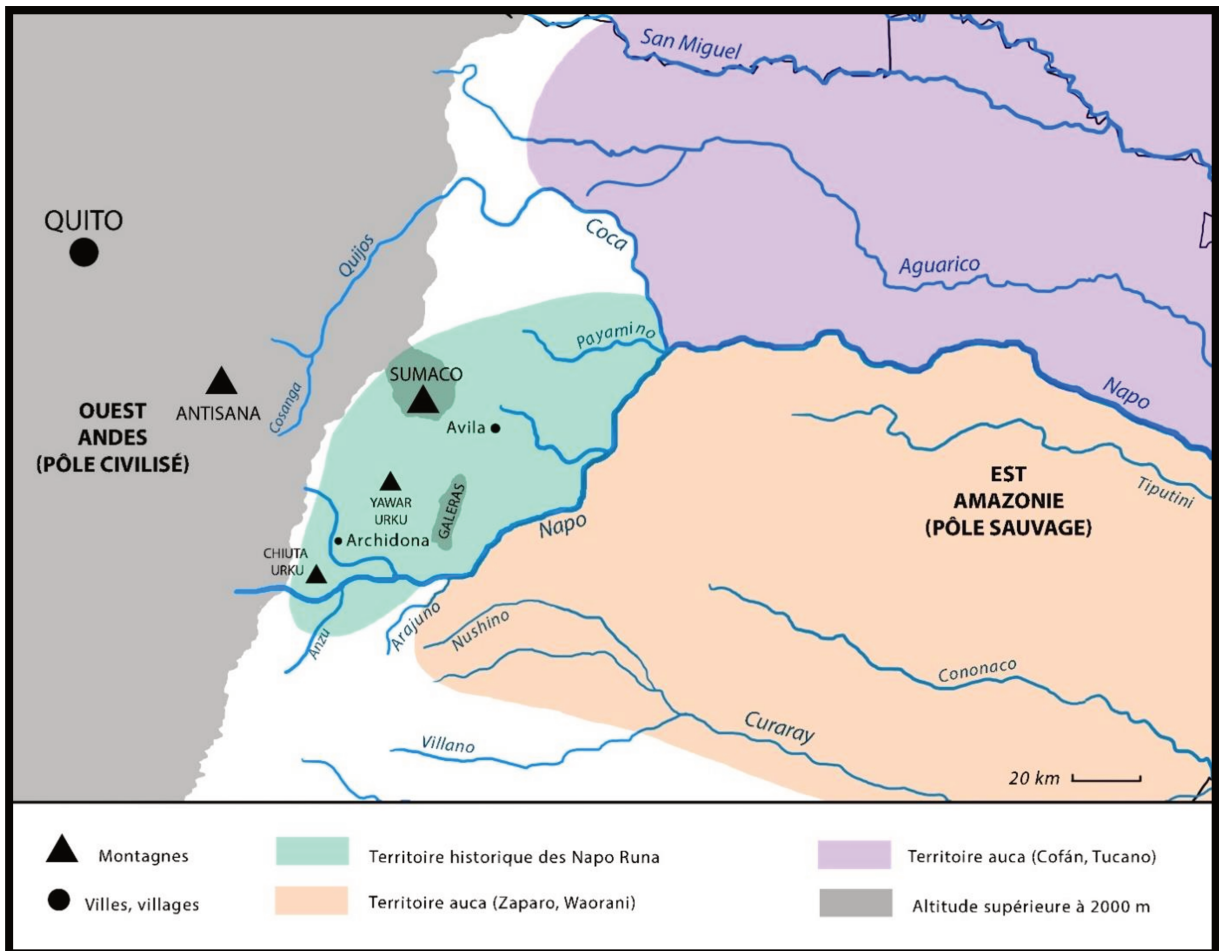 San Miguel
QUITO
Quijos
Coca
Aguarico
Payamino
SUMACO
ANTISANA
Cosanga
Napo
OUEST
ANDES
(PÔLE CIVILISÉ)
Avila
EST
AMAZONIE
(PÔLE SAUVAGE)
Tiputini
YAWAR
URKU
GALERAS
Napo
Archidona
CHIUTA
URKU
Arajuno
Nushino
Anzu
Cononaco
Villano
Curaray
20 km
Montagnes
Territoire historique des Napo Runa
Territoire auca (Cofán, Tucano)
Villes, villages
Territoire auca (Zaparo, Waorani)
Altitude supérieure à 2000 m